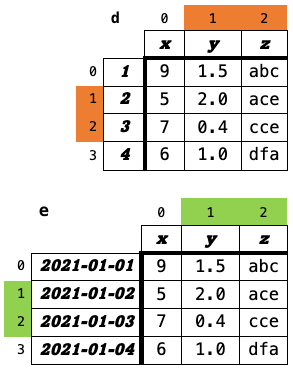 d 0 1 2
x y z
0 1 9 1.5 abc
1 2 5 2.0 ace
2 3 7 0.4 cce
3 4 6 1.0 dfa
e 0 1 2
x y z
0 2021-01-01 9 1.5 abc
1 2021-01-02 5 2.0 ace
2 2021-01-03 7 0.4 cce
3 2021-01-04 6 1.0 dfa